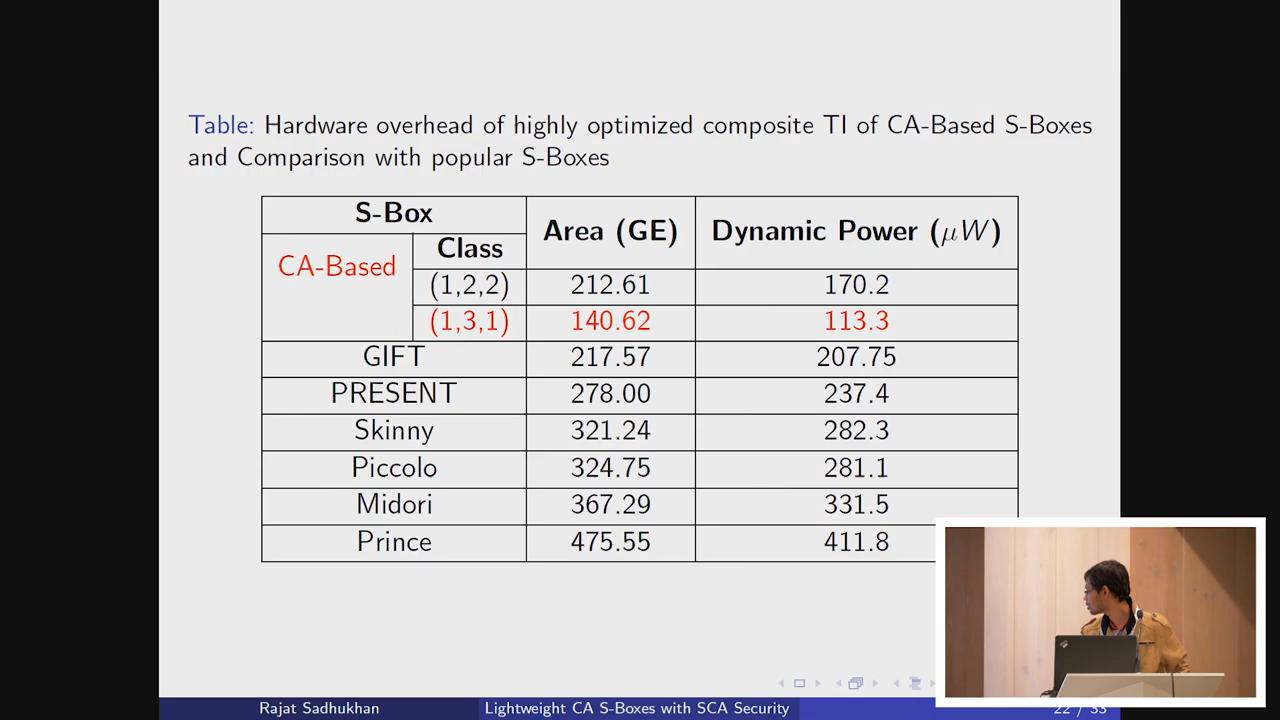 Table: Hardware overhead of highly optimized composite TI of CA-Based S-Boxes
and Comparison with popular S-Boxes
S-Box Area (GE) Dynamic Power (μW)
CA-Based Class
(1,2,2) 212.61 170.2
(1,3,1) 140.62 113.3
GIFT 217.57 207.75
PRESENT 278.00 237.4
Skinny 321.24 282.3
Piccolo 324.75 281.1
Midori 367.29 331.5
Prince 475.55 411.8
Rajat Sadhukhan Lightweight CA S-Boxes with SCA Security 22 / 33